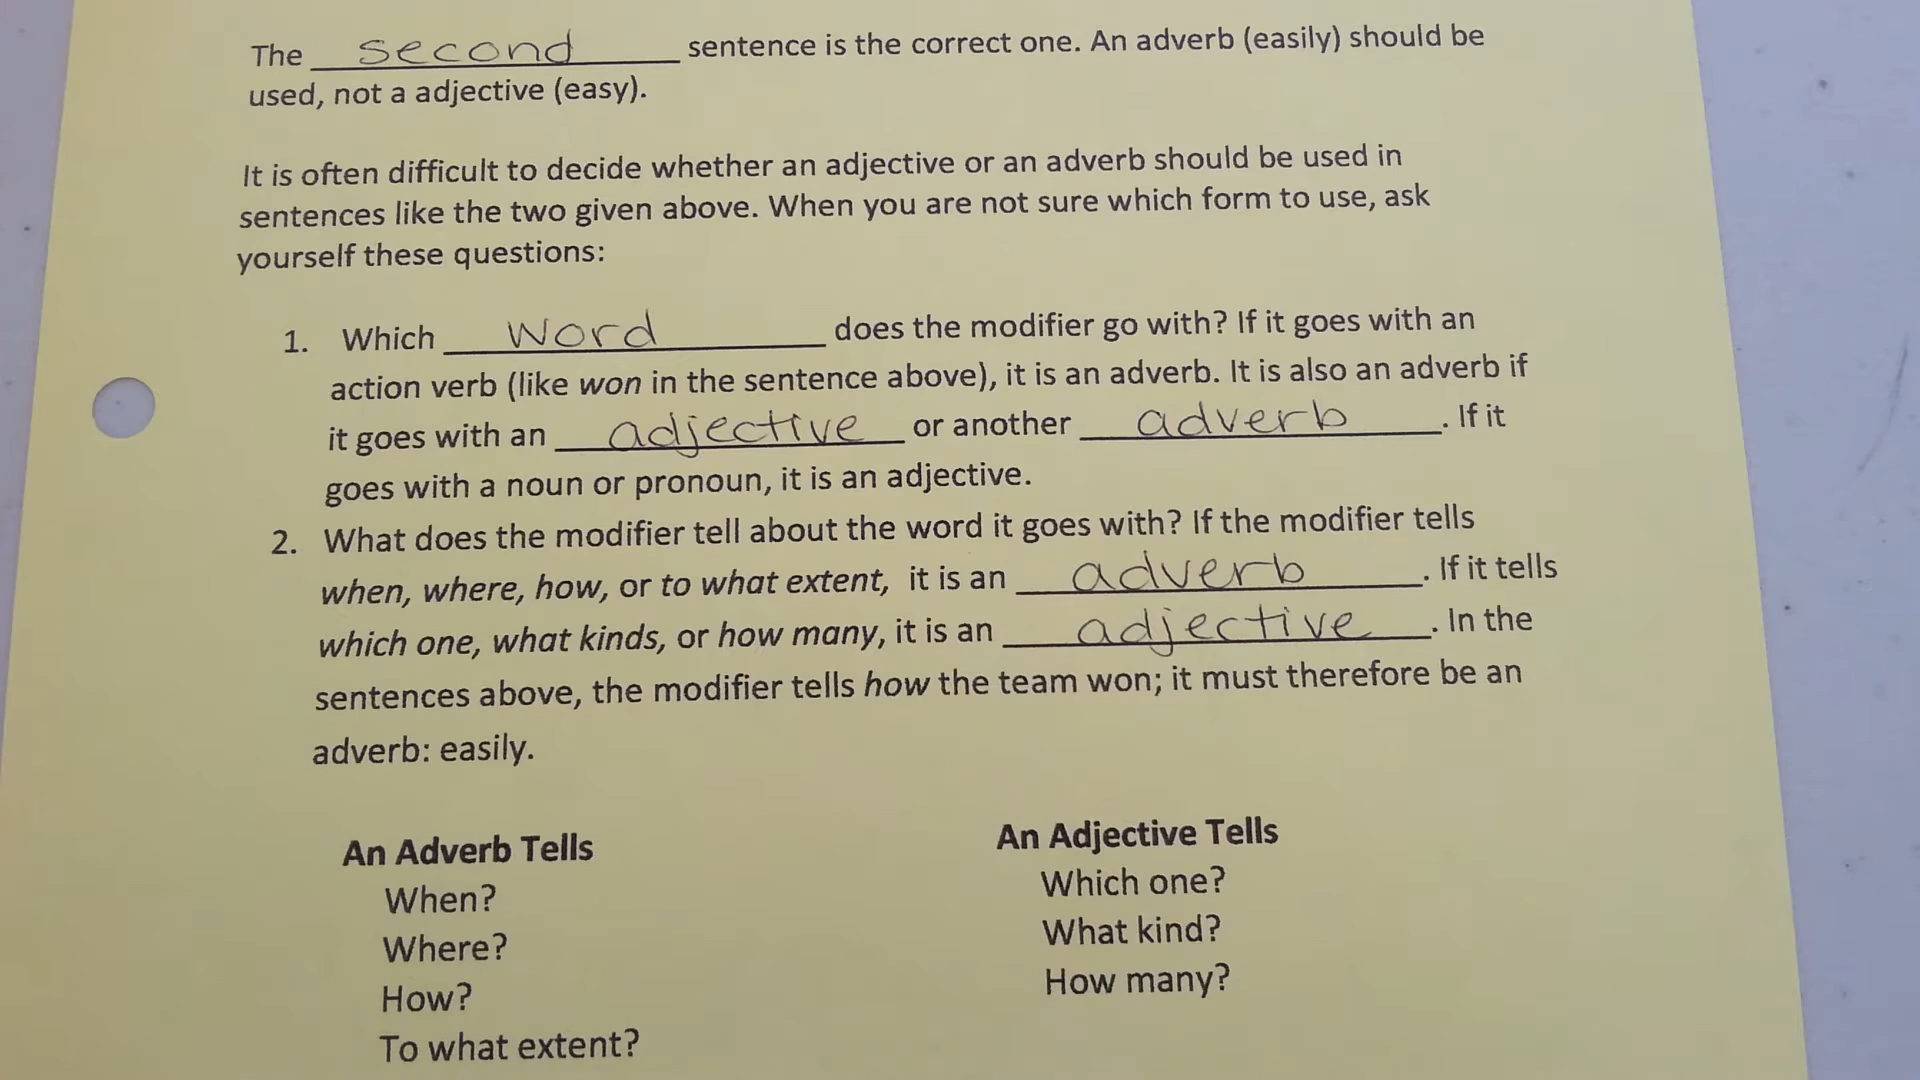 The second sentence is the correct one. An adverb (easily) should be
used, not a adjective (easy).
It is often difficult to decide whether an adjective or an adverb should be used in
sentences like the two given above. When you are not sure which form to use, ask
yourself these questions:
1. Which word does the modifier go with? If it goes with an
action verb (like won in the sentence above), it is an adverb. It is also an adverb if
it goes with an adjective or another adverb. If it
goes with a noun or pronoun, it is an adjective.
2. What does the modifier tell about the word it goes with? If the modifier tells
when, where, how, or to what extent, it is an adverb. If it tells
which one, what kinds, or how many, it is an adjective. In the
sentences above, the modifier tells how the team won; it must therefore be an
adverb: easily.
An Adverb Tells
When?
Where?
How?
To what extent?
An Adjective Tells
Which one?
What kind?
How many?